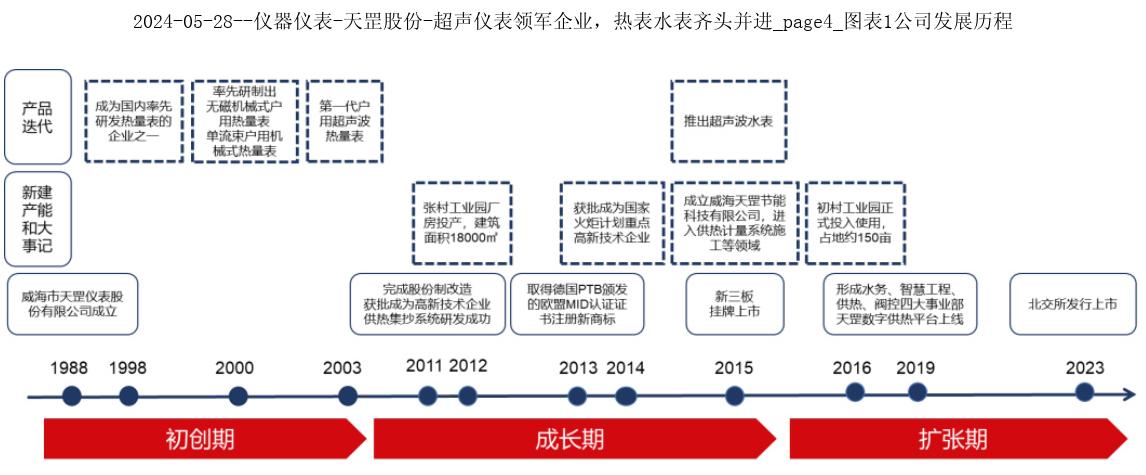 2024-05-28--仪器仪表-天罡股份-超声仪表领军企业，热表水表齐头并进_page4_图表1公司发展历程
产品
迭代
成为国内率先
研发热量表的
企业之一
率先研制出
无磁机械式户
用热量表
单流束户用机
械式热量表
第一代户
用超声波
热量表
推出超声波水表
新建
产能
和大
事记
张村工业园厂
房投产，建筑
面积18000㎡
获批成为国家
火炬计划重点
高新技术企业
成立威海天罡节能
科技有限公司，进
入供热计量系统施
工等领域
初村工业园正
式投入使用，
占地约150亩
威海市天罡仪表股
份有限公司成立
完成股份制改造
获批成为高新技术企业
供热集抄系统研发成功
取得德国PTB颁发
的欧盟MID认证证
书注册新商标
新三板
挂牌上市
形成水务、智慧工程、
供热、阀控四大事业部
天罡数字供热平台上线
北交所发行上市
1988
1998
2000
2003
2011
2012
2013
2014
2015
2016
2019
2023
初创期
成长期
扩张期